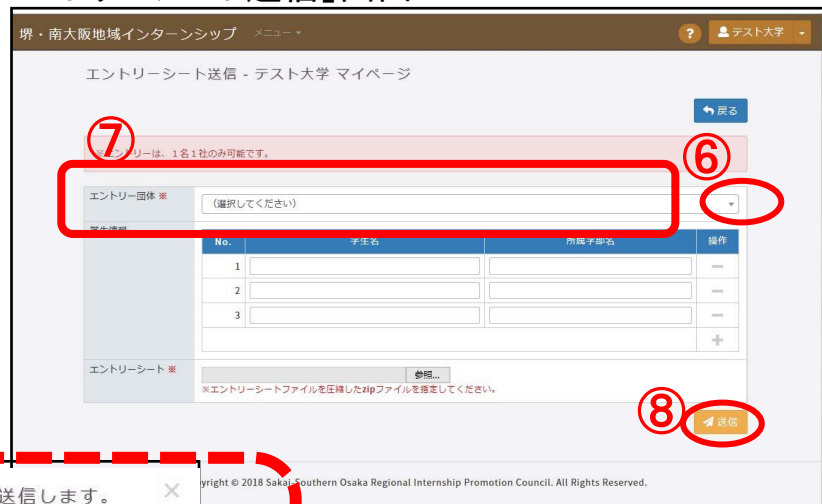 堺・南大阪地域インターンシップ メニュー ? テスト大学
エントリーシート送信 - テスト大学 マイページ
戻る
⑦ ⑥
ントリーは、1名1社のみ可能です。
エントリー団体 ※ (選択してください)
学生情報
No. 学生名 所属学部名 操作
1
2
3
エントリーシート ※ 参照...
※エントリーシートファイルを圧縮したzipファイルを指定してください。
⑧ 送信
yright © 2018 Sakai-Southern Osaka Regional Internship Promotion Council. All Rights Reserved.
送信します。 ×